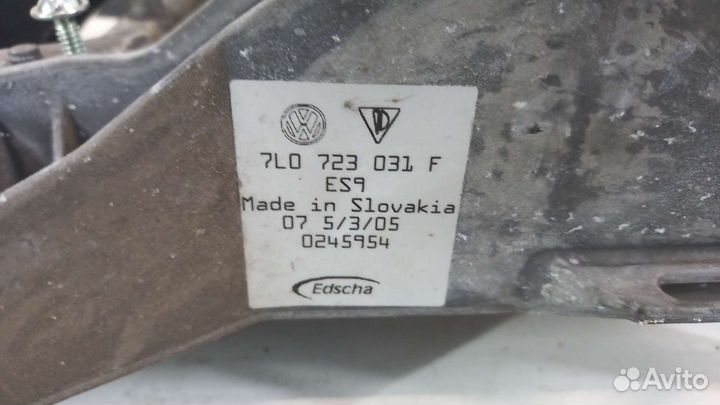 7L0 723 031 F
ES9
Made in Slovakia
07 5/3/05
0245954
Edscha
Avito